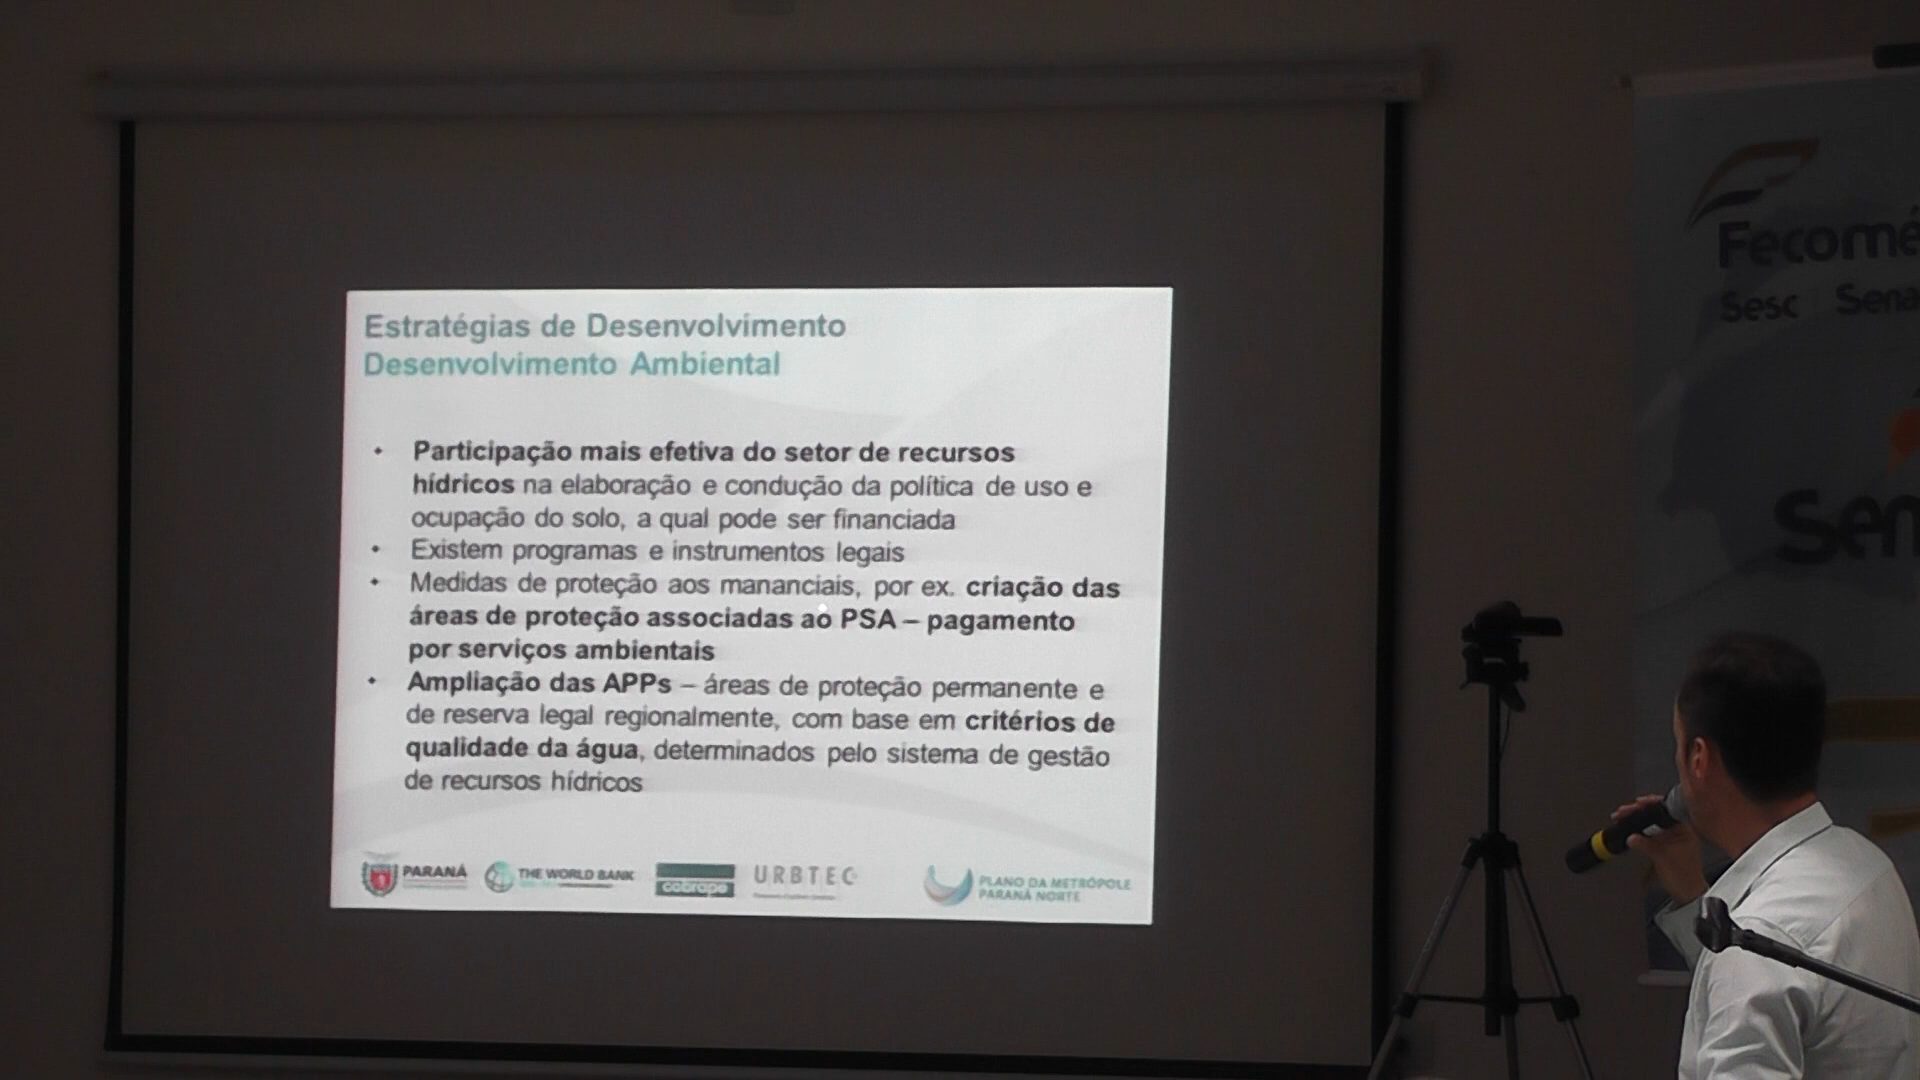 Estratégias de Desenvolvimento
Desenvolvimento Ambiental
• Participação mais efetiva do setor de recursos
hídricos na elaboração e condução da política de uso e
ocupação do solo, a qual pode ser financiada
• Existem programas e instrumentos legais
• Medidas de proteção aos mananciais, por ex. criação das
áreas de proteção associadas ao PSA – pagamento
por serviços ambientais
• Ampliação das APPs – áreas de proteção permanente e
de reserva legal regionalmente, com base em critérios de
qualidade da água, determinados pelo sistema de gestão
de recursos hídricos
PARANÁ
THE WORLD BANK
cobrape
URBTEC
PLANO DA METRÓPOLE
PARANÁ NORTE
Fecomé
Sesc Sena
Sen